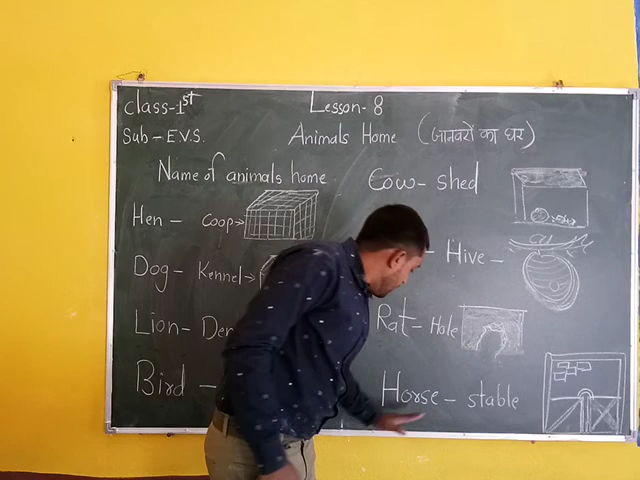 Class-1st
Lesson-8
Sub-E.V.S.
Animals Home (जानवरों का घर)
Name of animals home
Hen - Coop
Dog - Kennel
Lion - Den
Bird -
Cow - shed
- Hive -
Rat - Hole
Horse - stable